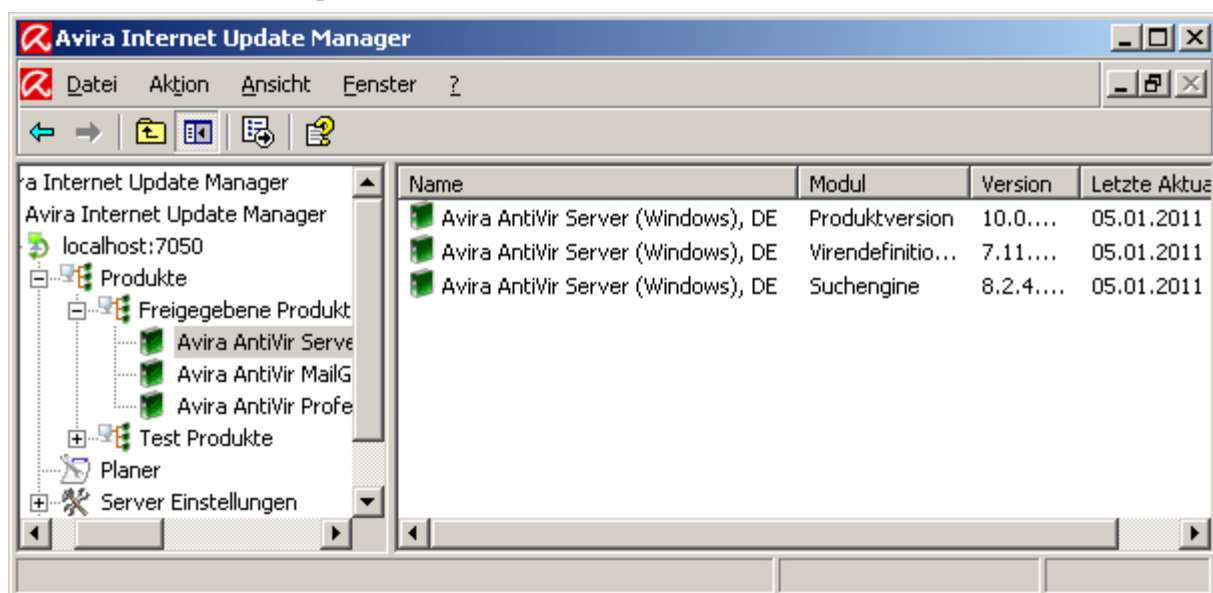 Avira Internet Update Manager
Datei Aktion Ansicht Fenster ?
ra Internet Update Manager
Avira Internet Update Manager
localhost:7050
Produkte
Freigegebene Produkt
Avira AntiVir Serve
Avira AntiVir MailG
Avira AntiVir Profe
Test Produkte
Planer
Server Einstellungen
Name Modul Version Letzte Aktua
Avira AntiVir Server (Windows), DE Produktversion 10.0.... 05.01.2011
Avira AntiVir Server (Windows), DE Virendefinitio... 7.11.... 05.01.2011
Avira AntiVir Server (Windows), DE Suchengine 8.2.4.... 05.01.2011